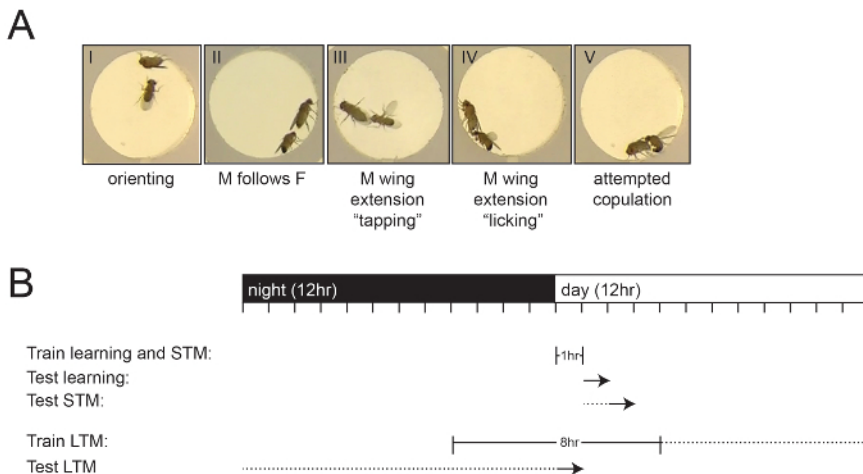 A
I II III IV V
orienting
M follows F
M wing
extension
“tapping”
M wing
extension
“licking”
attempted
copulation
B
night (12hr) day (12hr)
Train learning and STM: 1hr
Test learning:
Test STM:
Train LTM: 8hr
Test LTM